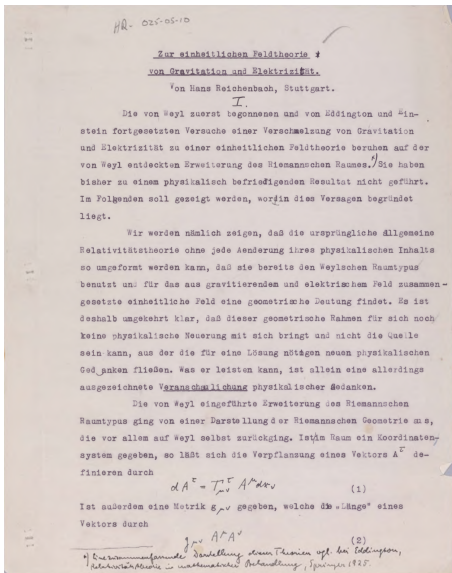 HR- 025-05-10
Zur einheitlichen Feldtheorie
von Gravitation und Elektrizität.
Von Hans Reichenbach, Stuttgart.
I.
Die von Weyl zuerst begonnenen und von Eddington und Ein-
stein fortgesetzten Versuche einer Verschmelzung von Gravitation
und Elektrizität zu einer einheitlichen Feldtheorie beruhen auf der
von Weyl entdeckten Erweiterung des Riemannschen Raumes.*) Sie haben
bisher zu einem physikalisch befriedigenden Resultat nicht geführt.
Im Folgenden soll gezeigt werden, worin dies Versagen begründet
liegt.
Wir werden nämlich zeigen, daß die ursprüngliche allgemeine
Relativitätstheorie ohne jede Aenderung ihres physikalischen Inhalts
so umgeformt werden kann, daß sie bereits den Weylschen Raumtypus
benutzt und für das aus gravitierendem und elektrischem Feld zusammen-
gesetzte einheitliche Feld eine geometrische Deutung findet. Es ist
deshalb umgekehrt klar, daß dieser geometrische Rahmen für sich noch
keine physikalische Neuerung mit sich bringt und nicht die Quelle
sein kann, aus der die für eine Lösung nötigen neuen physikalischen
Gedanken fließen. Was er leisten kann, ist allein eine allerdings
ausgezeichnete Veranschaulichung physikalischer Gedanken.
Die von Weyl eingeführte Erweiterung des Riemannschen
Raumtypus ging von einer Darstellung der Riemannschen Geometrie aus,
die vor allem auf Weyl selbst zurückging. Ist im Raum ein Koordinaten-
system gegeben, so läßt sich die Verpflanzung eines Vektors A^τ de-
finieren durch
dA^τ = Γ^τ_μν A^μ dx_ν (1)
Ist außerdem eine Metrik g_μν gegeben, welche die „Länge" eines
Vektors durch
g_μν A^μ A^ν (2)
*) Eine zusammenfassende Darstellung dieser Theorien vgl. bei Eddington,
Relativitätstheorie in mathematischer Behandlung, Springer 1925.